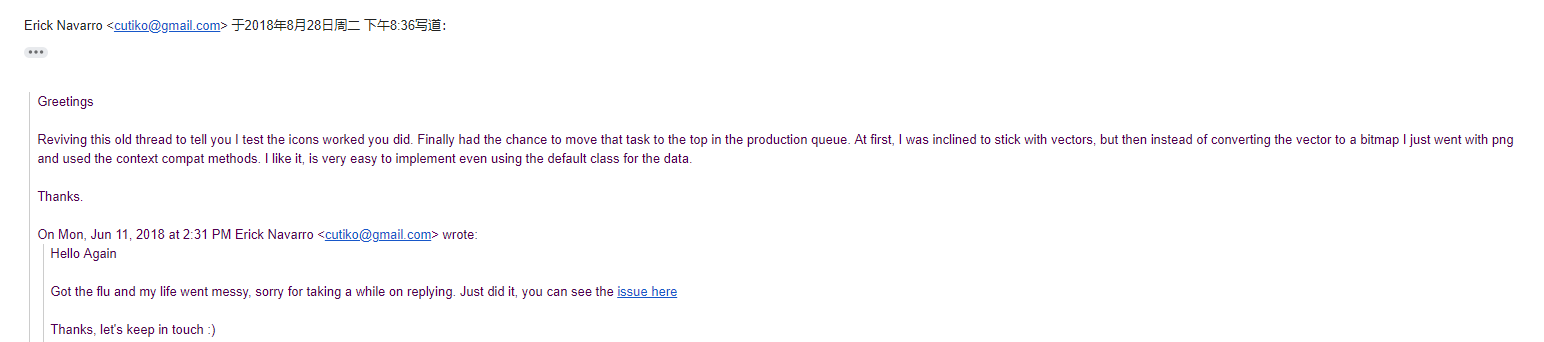 Erick Navarro <cutiko@gmail.com> 于2018年8月28日周二 下午8:36写道：
Greetings
Reviving this old thread to tell you I test the icons worked you did. Finally had the chance to move that task to the top in the production queue. At first, I was inclined to stick with vectors, but then instead of converting the vector to a bitmap I just went with png
and used the context compat methods. I like it, is very easy to implement even using the default class for the data.
Thanks.
On Mon, Jun 11, 2018 at 2:31 PM Erick Navarro <cutiko@gmail.com> wrote:
Hello Again
Got the flu and my life went messy, sorry for taking a while on replying. Just did it, you can see the issue here
Thanks, let's keep in touch :)